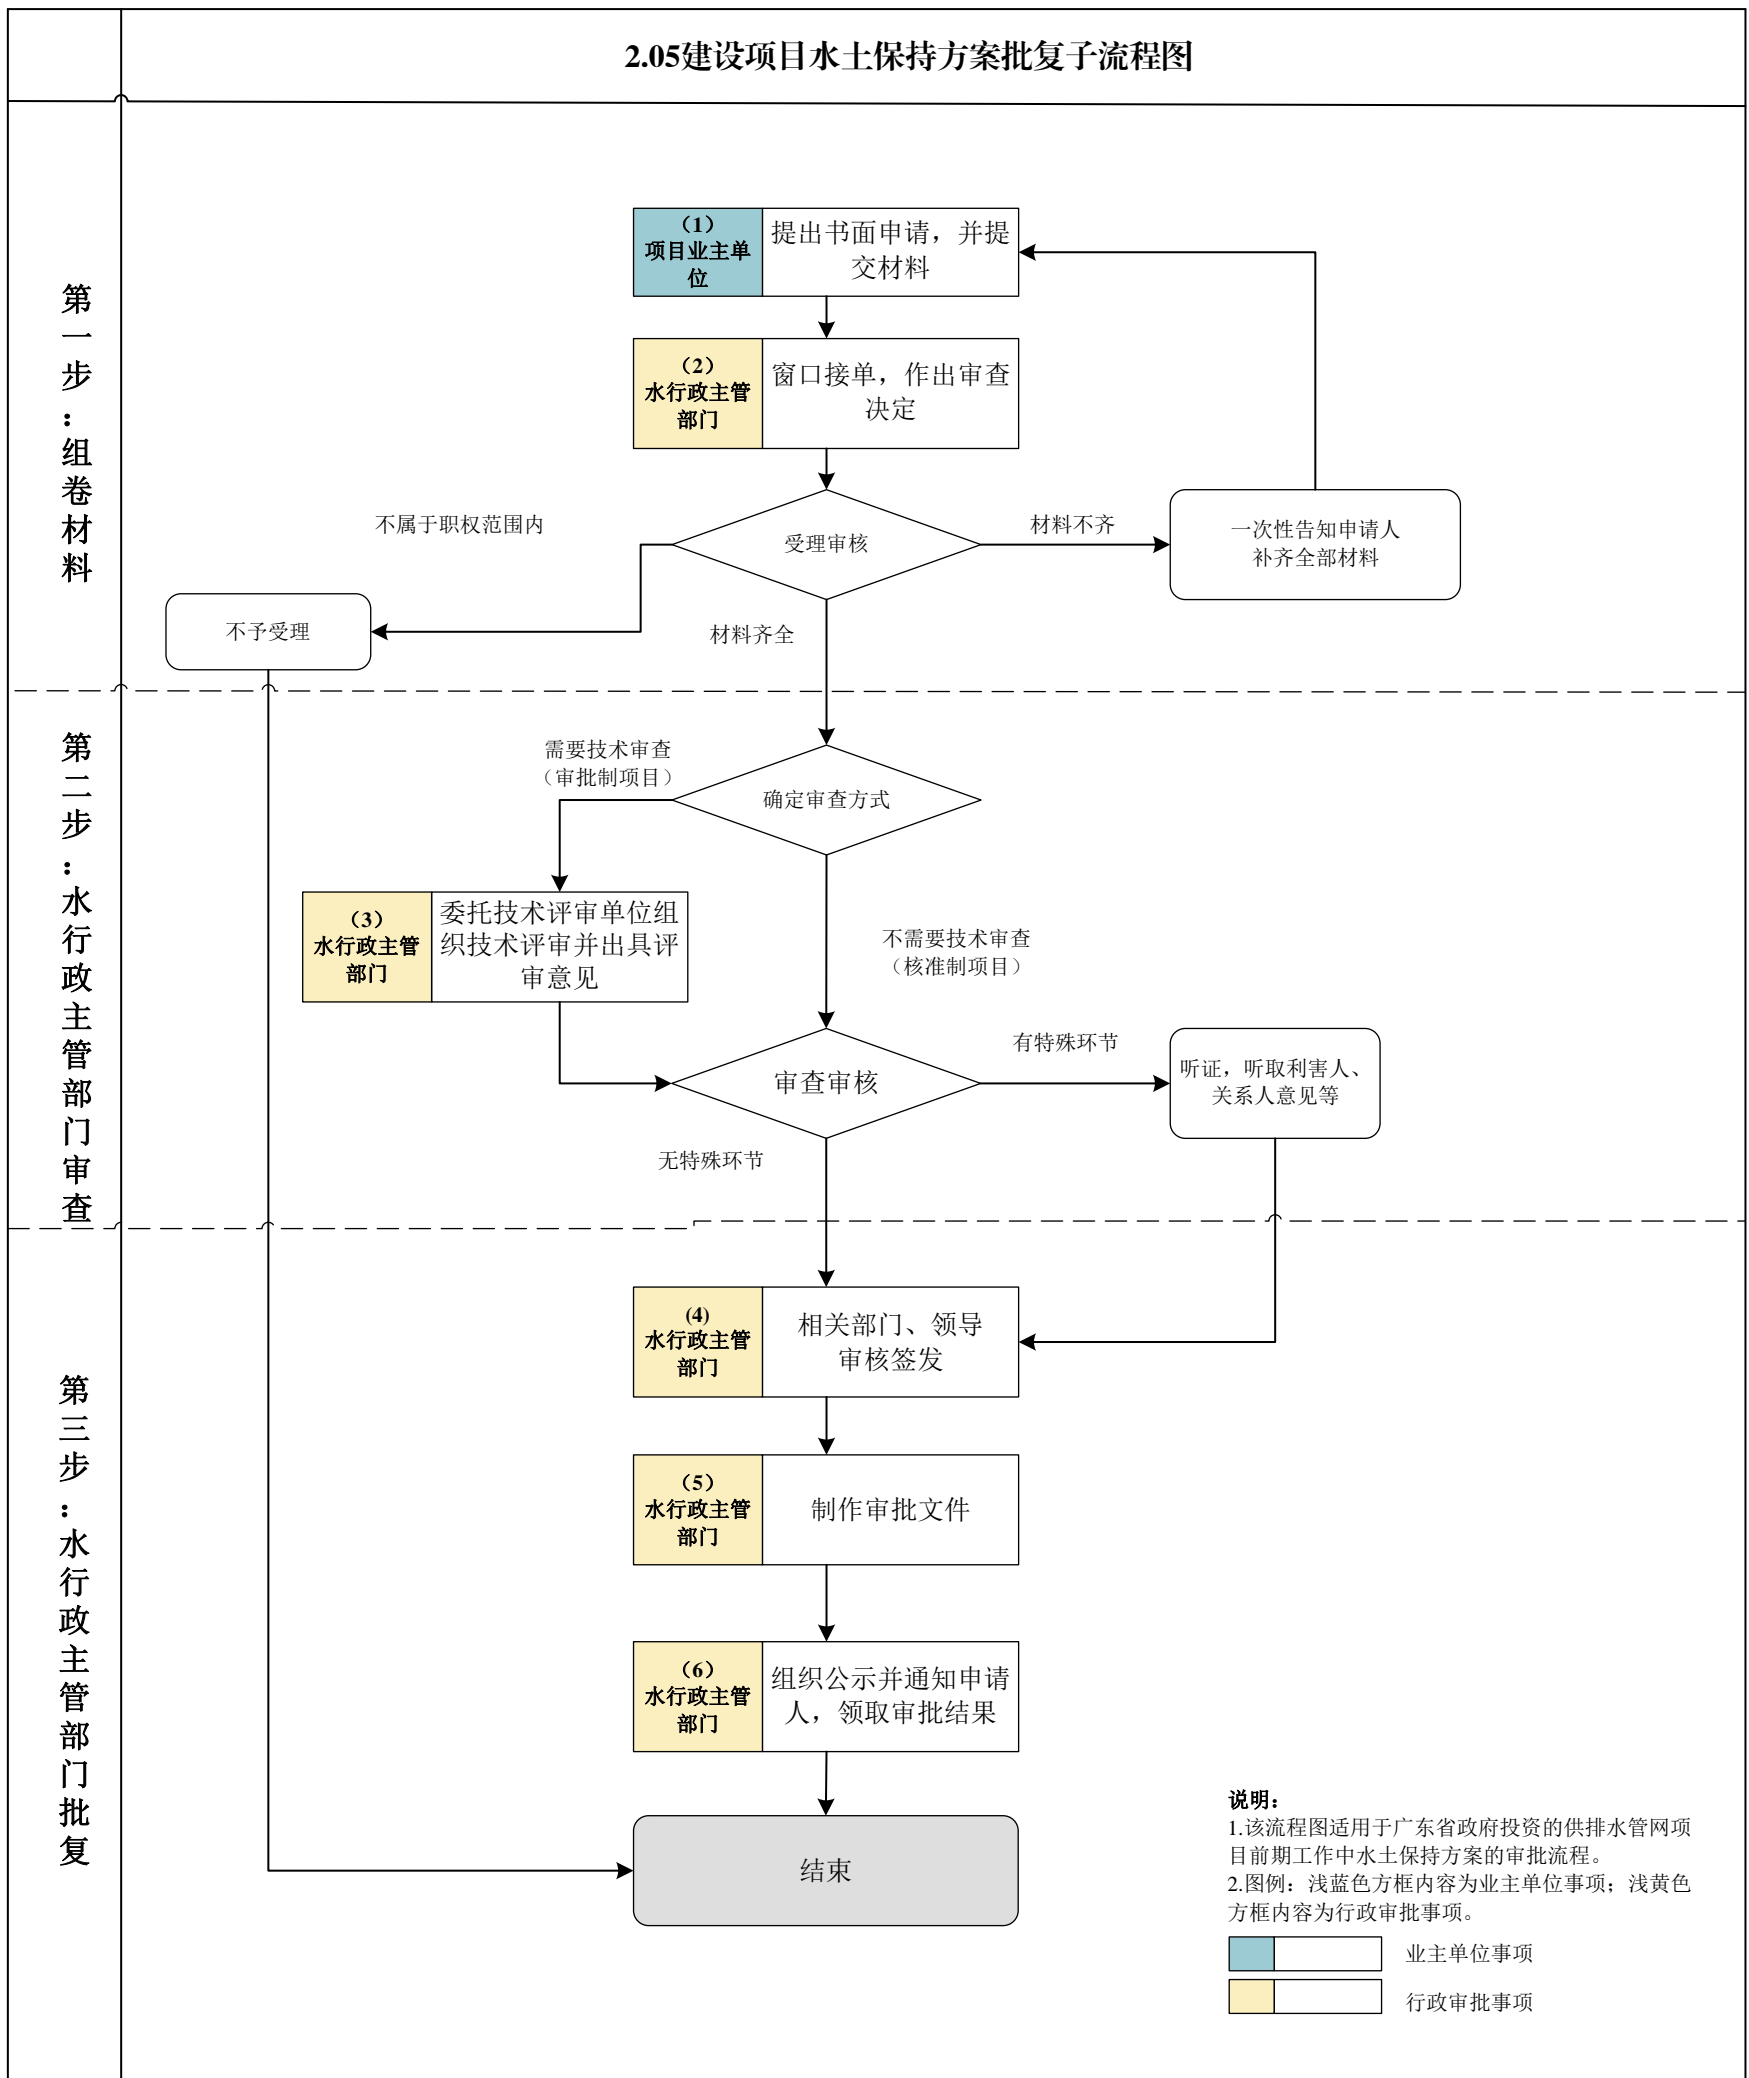 2.05建设项目水土保持方案批复子流程图
第一步：组卷材料
（1）
项目业主单
位
提出书面申请，并提
交材料
（2）
水行政主管
部门
窗口接单，作出审查
决定
不属于职权范围内
受理审核
材料不齐
一次性告知申请人
补齐全部材料
不予受理
材料齐全
第二步：水行政主管部门审查
需要技术审查
（审批制项目）
确定审查方式
（3）
水行政主管
部门
委托技术评审单位组
织技术评审并出具评
审意见
不需要技术审查
（核准制项目）
审查审核
有特殊环节
听证，听取利害人、
关系人意见等
无特殊环节
第三步：水行政主管部门批复
(4)
水行政主管
部门
相关部门、领导
审核签发
（5）
水行政主管
部门
制作审批文件
（6）
水行政主管
部门
组织公示并通知申请
人，领取审批结果
结束
说明：
1.该流程图适用于广东省政府投资的供排水管网项
目前期工作中水土保持方案的审批流程。
2.图例：浅蓝色方框内容为业主单位事项；浅黄色
方框内容为行政审批事项。
业主单位事项
行政审批事项